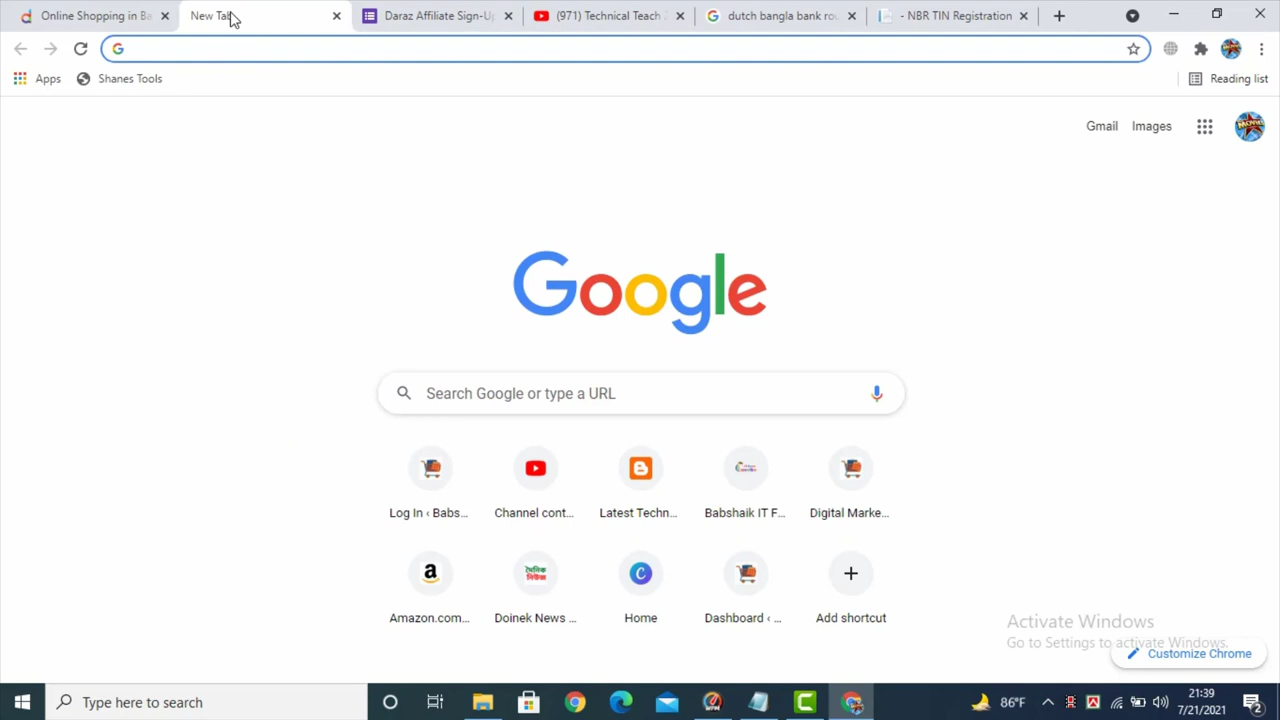 Online Shopping in Ba
New Tab
Daraz Affiliate Sign-Up
(971) Technical Teach
dutch bangla bank rou
- NBR TIN Registration
Apps
Shanes Tools
Reading list
Gmail
Images
Google
Search Google or type a URL
Log In ‹ Babs...
Channel cont...
Latest Techn...
Babshaik IT F...
Digital Marke...
Amazon.com...
Doinek News ...
Home
Dashboard ‹ ...
Add shortcut
Activate Windows
Go to Settings to activate Windows.
Customize Chrome
Type here to search
86°F
21:39
7/21/2021
2